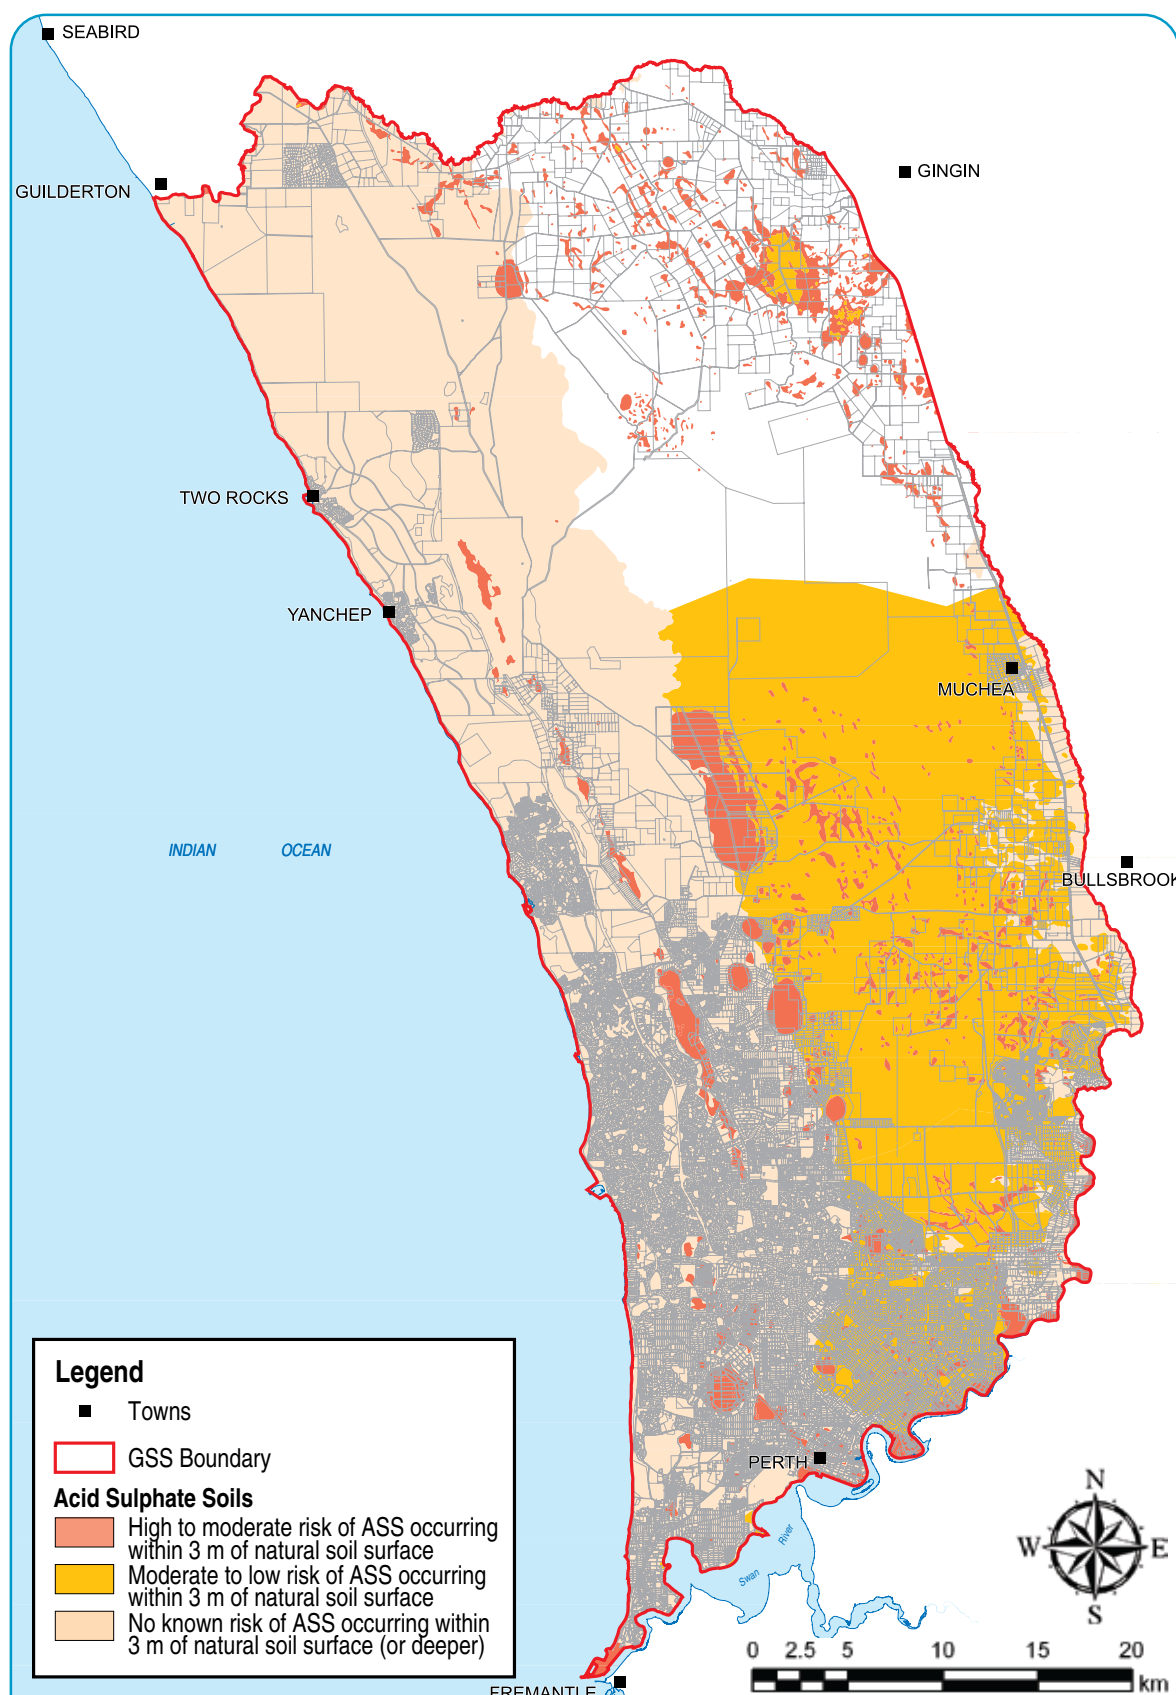 SEABIRD
GINGIN
GUILDERTON
TWO ROCKS
YANCHEP
MUCHEA
INDIAN OCEAN
BULLSBROOK
Legend
Towns
GSS Boundary
Acid Sulphate Soils
High to moderate risk of ASS occurring
within 3 m of natural soil surface
Moderate to low risk of ASS occurring
within 3 m of natural soil surface
No known risk of ASS occurring within
3 m of natural soil surface (or deeper)
PERTH
Swan River
FREMANTLE
N
W E
S
0 2.5 5 10 15 20
km